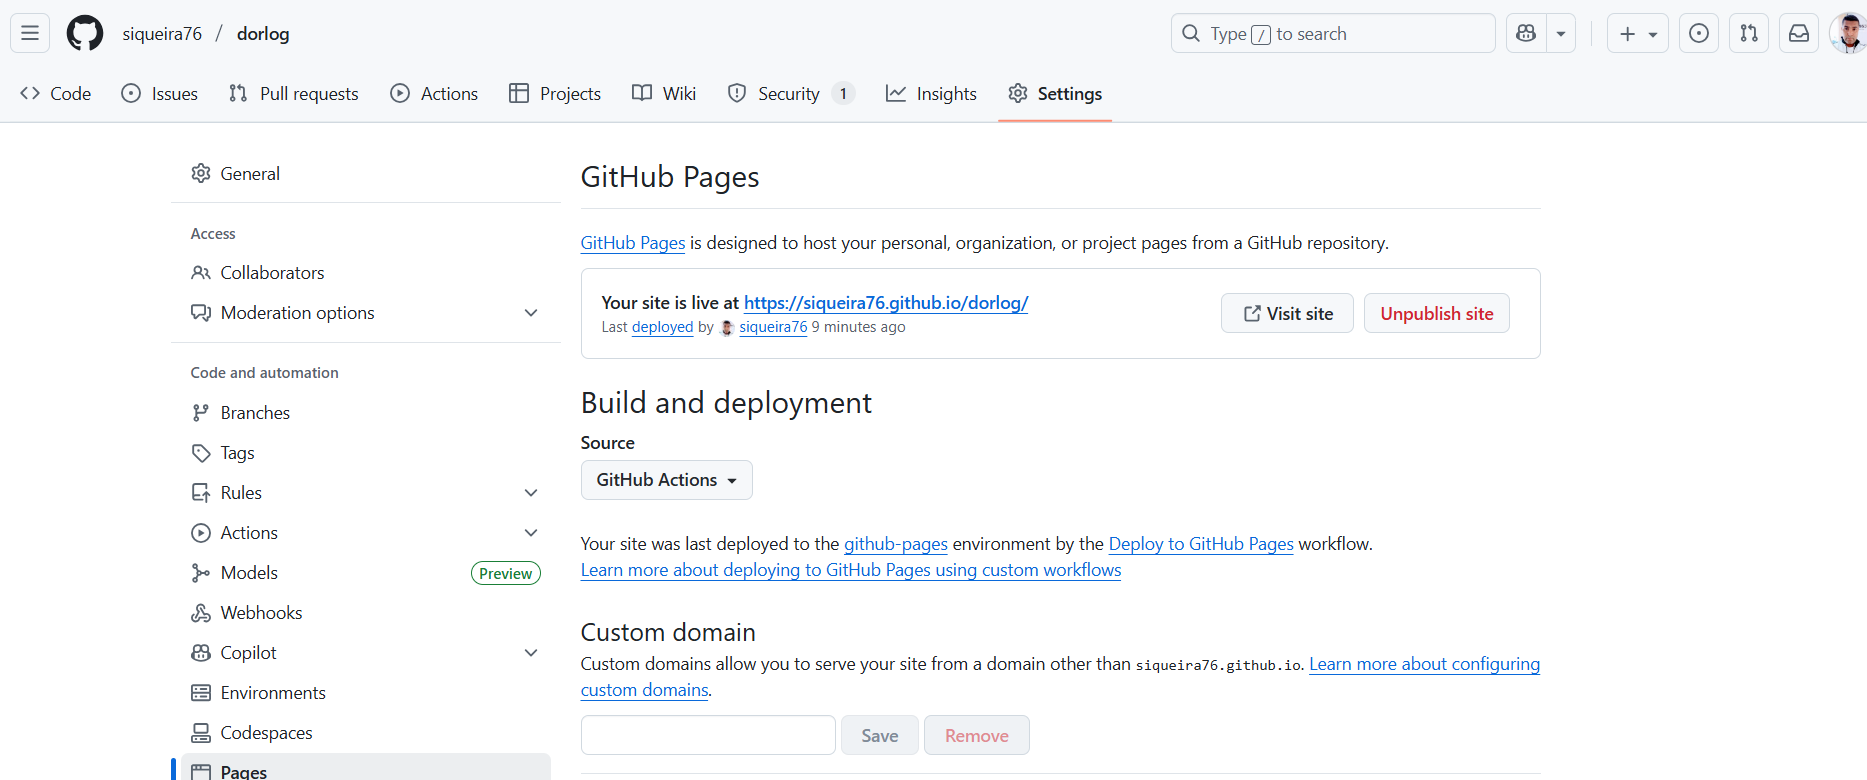 siqueira76 / dorlog
Type / to search
Code Issues Pull requests Actions Projects Wiki Security 1 Insights Settings
General
Access
Collaborators
Moderation options
Code and automation
Branches
Tags
Rules
Actions
Models Preview
Webhooks
Copilot
Environments
Codespaces
Pages
GitHub Pages
GitHub Pages is designed to host your personal, organization, or project pages from a GitHub repository.
Your site is live at https://siqueira76.github.io/dorlog/
Last deployed by siqueira76 9 minutes ago
Visit site
Unpublish site
Build and deployment
Source
GitHub Actions
Your site was last deployed to the github-pages environment by the Deploy to GitHub Pages workflow.
Learn more about deploying to GitHub Pages using custom workflows
Custom domain
Custom domains allow you to serve your site from a domain other than siqueira76.github.io. Learn more about configuring
custom domains.
Save
Remove